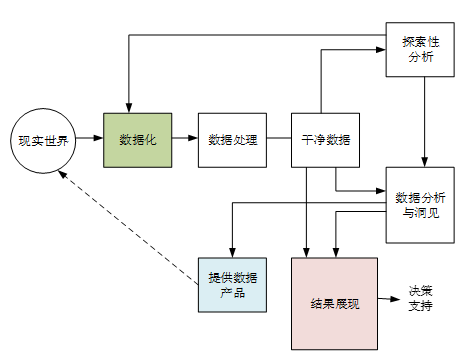 探索性
分析
现实世界
数据化
数据处理
干净数据
数据分析
与洞见
提供数据
产品
结果展现
决策
支持